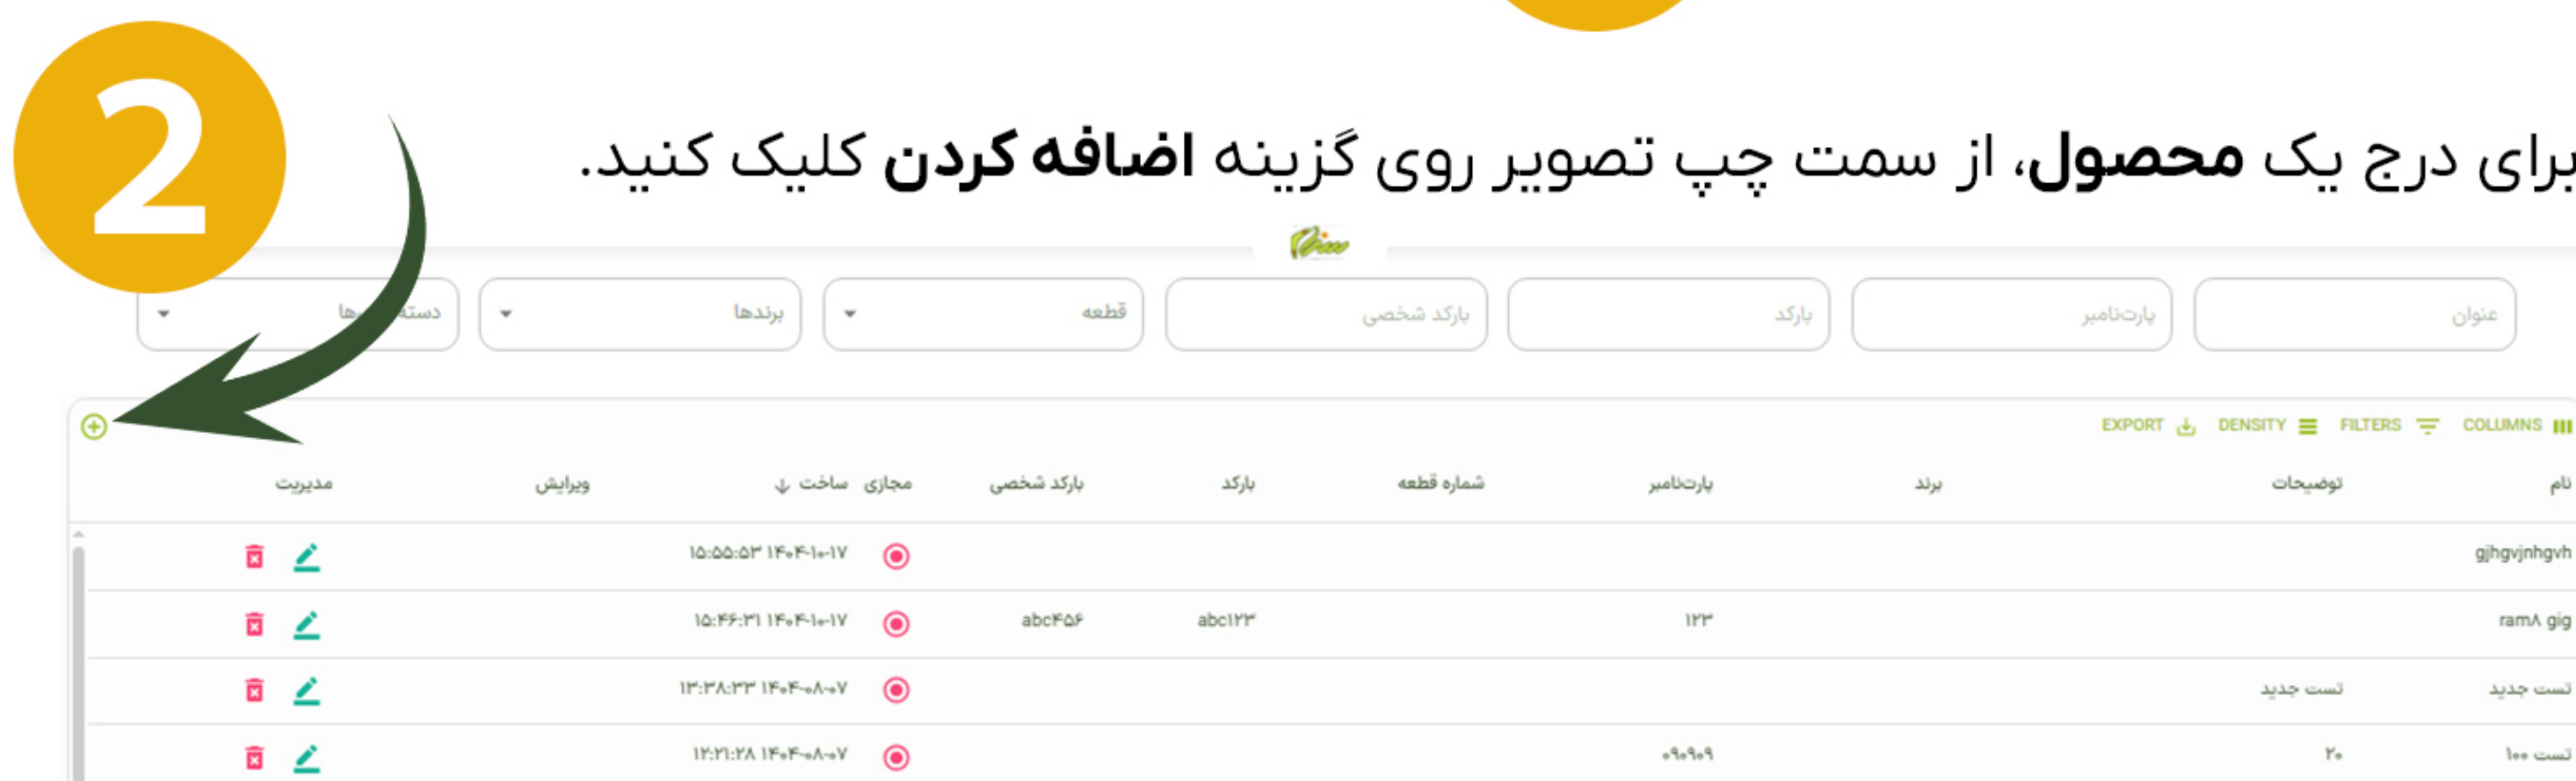 2
برای درج یک محصول، از سمت چپ تصویر روی گزینه اضافه کردن کلیک کنید.
عنوان پارت‌نامبر بارکد بارکد شخصی قطعه برندها
COLUMNS FILTERS DENSITY EXPORT
نام توضیحات برند پارت‌نامبر شماره قطعه بارکد بارکد شخصی مجازی ساخت ویرایش مدیریت
gjhgvjnhgvh ۱۴۰۴-۱۰-۱۷ ۱۵:۵۵:۵۳
ram۸ gig ۱۲۳ abc۱۲۳ abc۴۵۶ ۱۴۰۴-۱۰-۱۷ ۱۵:۴۶:۳۱
تست جدید تست جدید ۱۴۰۴-۰۸-۰۷ ۱۳:۳۸:۳۳
تست ۱۰۰ ۲۰ ۰۹۰۹۰۹ ۱۴۰۴-۰۸-۰۷ ۱۲:۲۱:۲۸